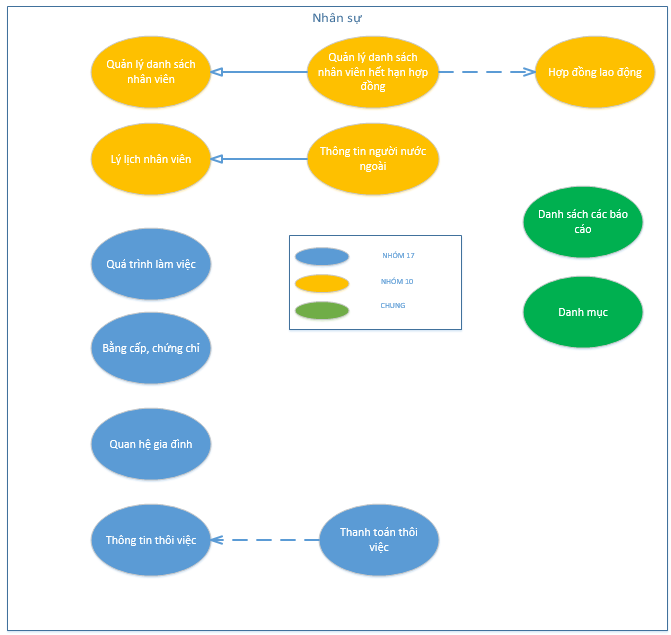 Nhân sự
Quản lý danh sách
nhân viên
Quản lý danh sách
nhân viên hết hạn hợp
đồng
Hợp đồng lao động
Lý lịch nhân viên
Thông tin người nước
ngoài
Danh sách các báo
cáo
Quá trình làm việc
NHÓM 17
NHÓM 10
CHUNG
Danh mục
Bằng cấp, chứng chỉ
Quan hệ gia đình
Thông tin thôi việc
Thanh toán thôi
việc